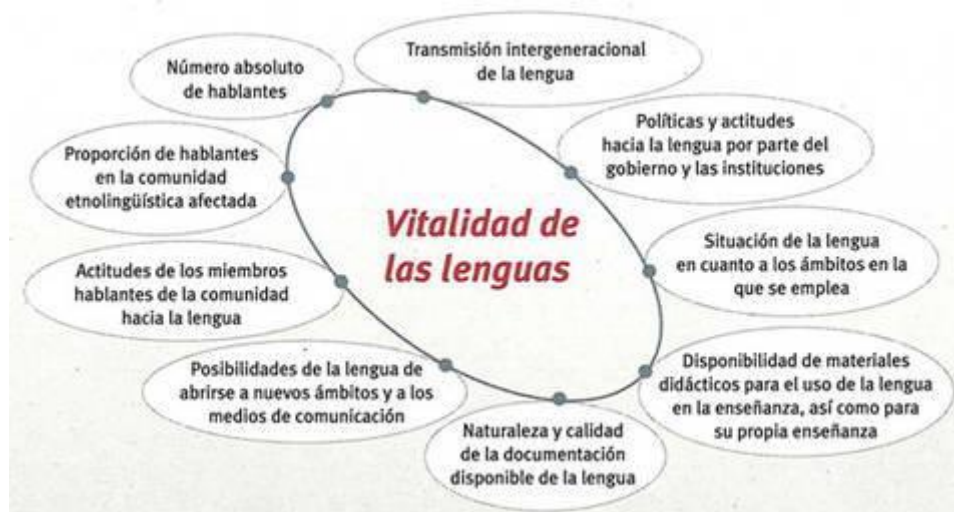 Vitalidad de
las lenguas
Número absoluto
de hablantes
Transmisión intergeneracional
de la lengua
Políticas y actitudes
hacia la lengua por parte del
gobierno y las instituciones
Situación de la lengua
en cuanto a los ámbitos en la
que se emplea
Disponibilidad de materiales
didácticos para el uso de la lengua
en la enseñanza, así como para
su propia enseñanza
Naturaleza y calidad
de la documentación
disponible de la lengua
Posibilidades de la lengua de
abrirse a nuevos ámbitos y a los
medios de comunicación
Actitudes de los miembros
hablantes de la comunidad
hacia la lengua
Proporción de hablantes
en la comunidad
etnolingüística afectada